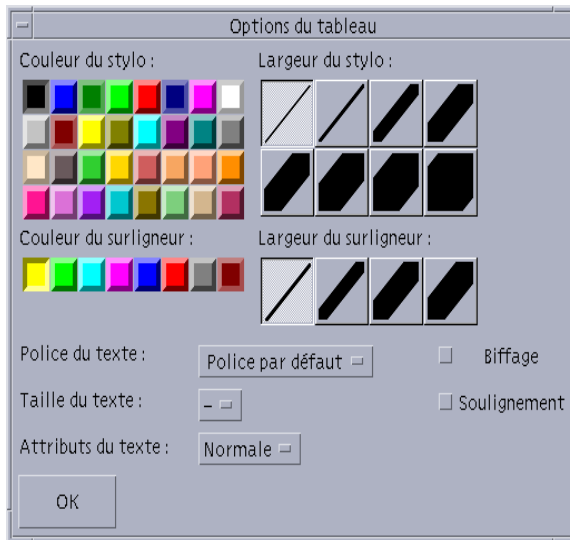 Options du tableau
Couleur du stylo :
Largeur du stylo :
Couleur du surligneur :
Largeur du surligneur :
Police du texte :
Police par défaut
Biffage
Taille du texte :
–
Soulignement
Attributs du texte :
Normale
OK